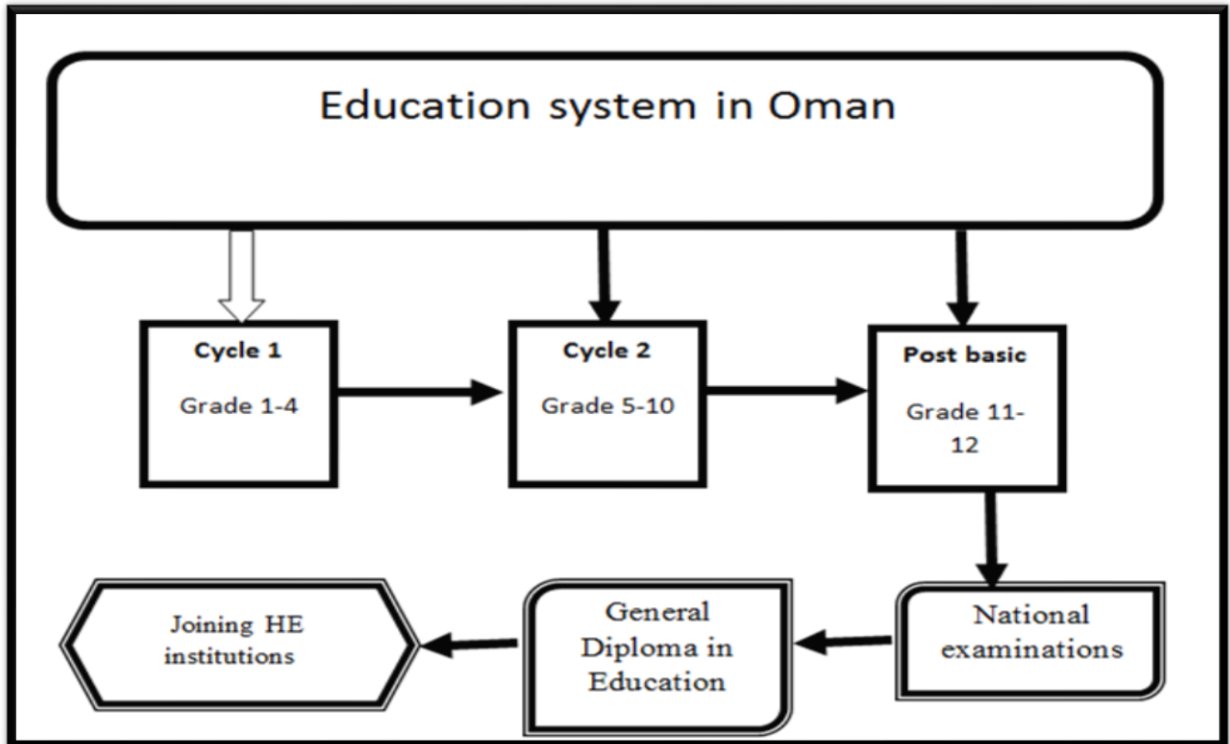 Education system in Oman
Cycle 1
Grade 1-4
Cycle 2
Grade 5-10
Post basic
Grade 11-
12
Joining HE
institutions
General
Diploma in
Education
National
examinations